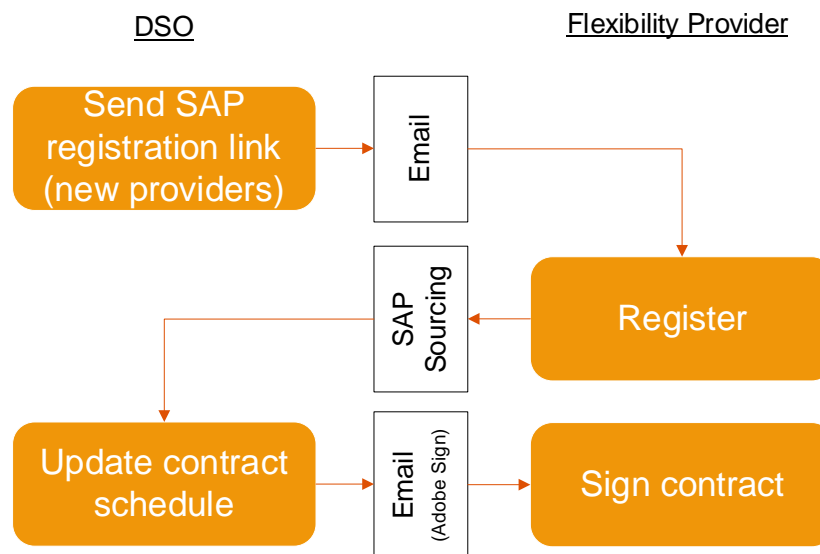 DSO
Flexibility Provider
Send SAP
registration link
(new providers)
Email
SAP
Sourcing
Register
Update contract
schedule
Email
(Adobe Sign)
Sign contract